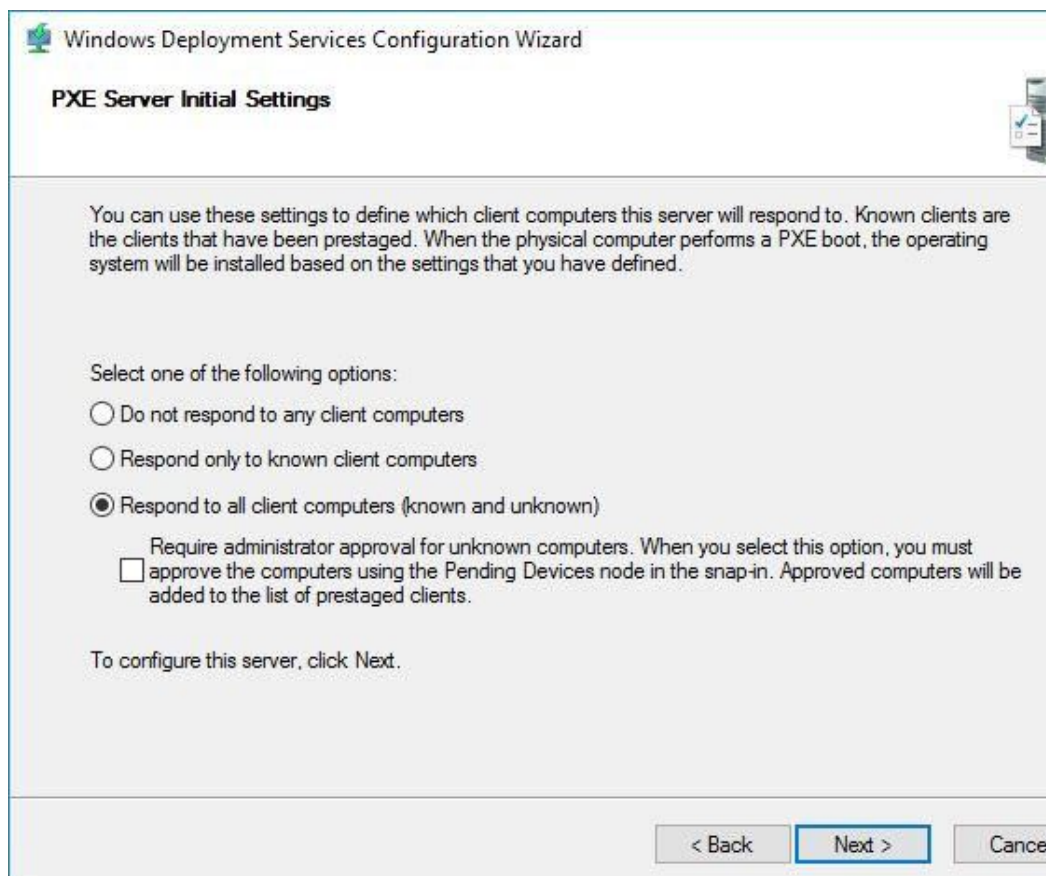 Windows Deployment Services Configuration Wizard
PXE Server Initial Settings
You can use these settings to define which client computers this server will respond to. Known clients are
the clients that have been prestaged. When the physical computer performs a PXE boot, the operating
system will be installed based on the settings that you have defined.
Select one of the following options:
Do not respond to any client computers
Respond only to known client computers
Respond to all client computers (known and unknown)
Require administrator approval for unknown computers. When you select this option, you must
approve the computers using the Pending Devices node in the snap-in. Approved computers will be
added to the list of prestaged clients.
To configure this server, click Next.
< Back
Next >
Cance